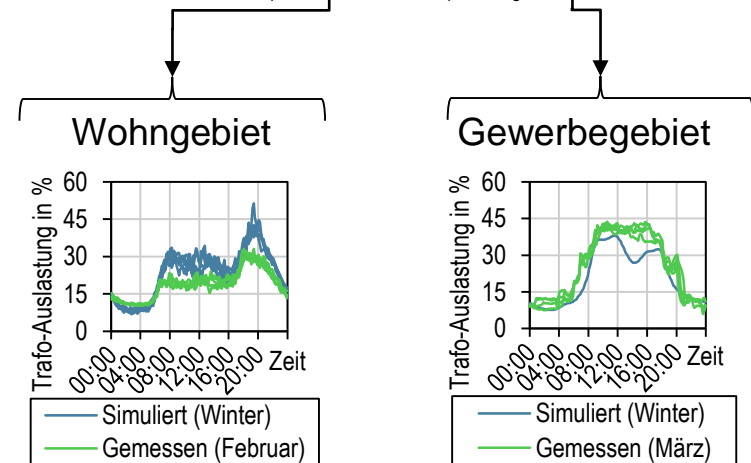 Wohngebiet
Trafo-Auslastung in %
60
45
30
15
0
00:00
04:00
08:00
12:00
16:00
20:00
Zeit
Simuliert (Winter)
Gemessen (Februar)
Gewerbegebiet
Trafo-Auslastung in %
60
45
30
15
0
00:00
04:00
08:00
12:00
16:00
20:00
Zeit
Simuliert (Winter)
Gemessen (März)